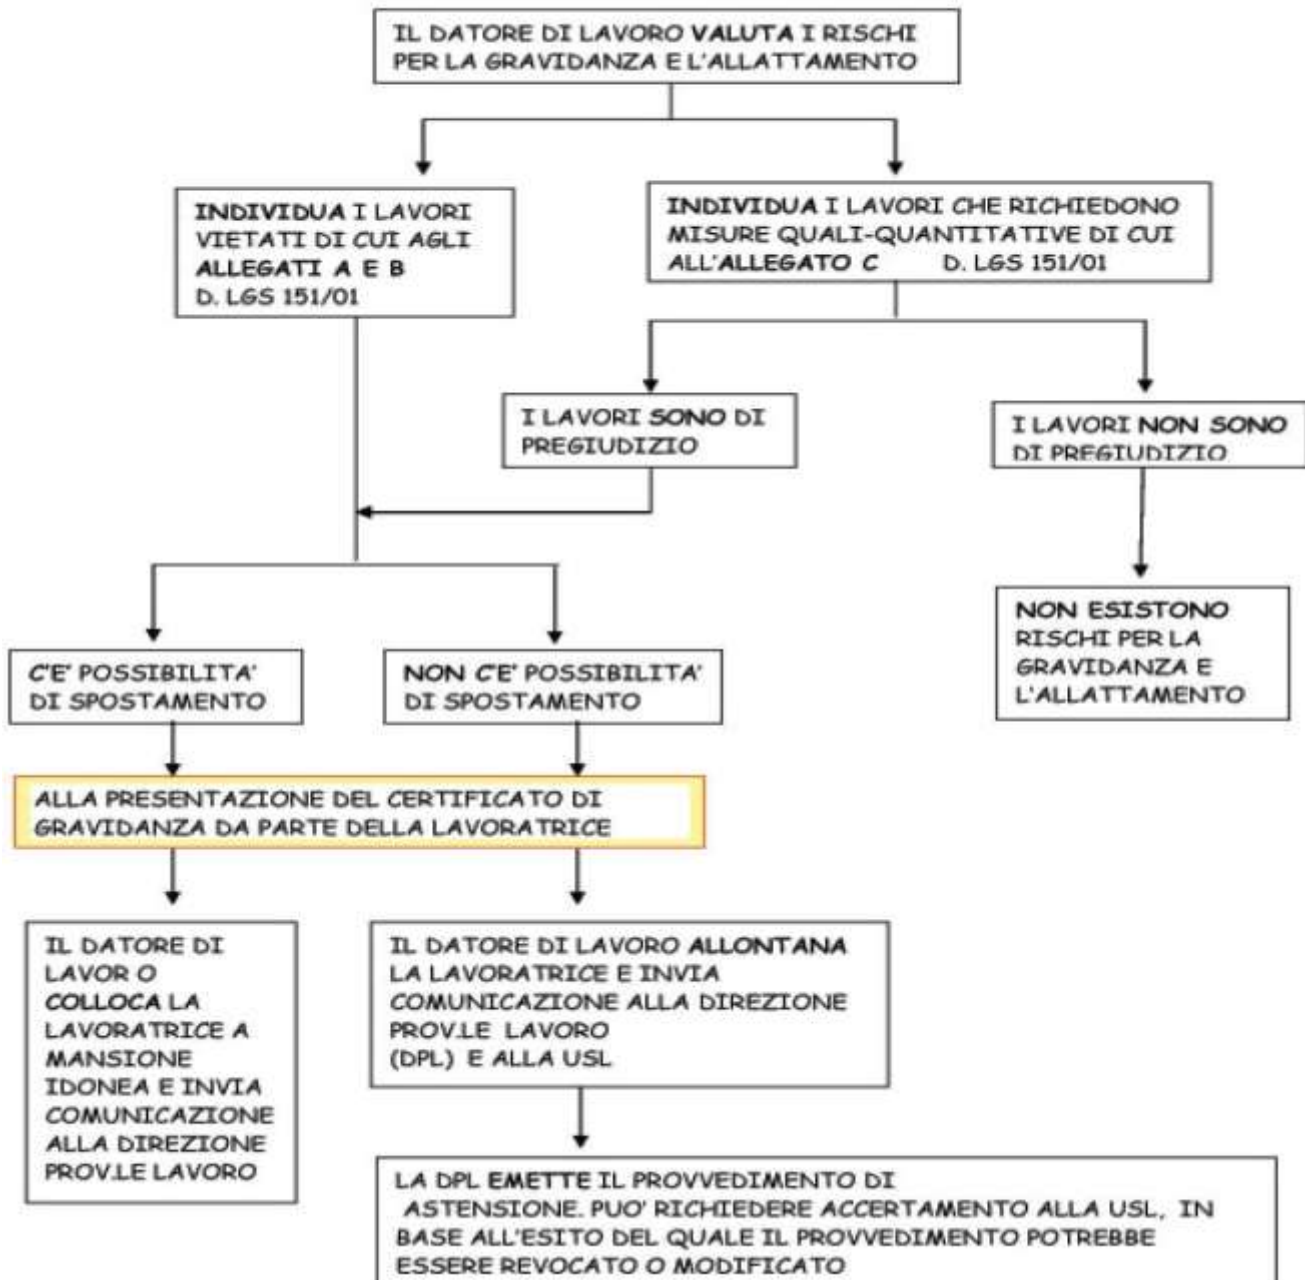 IL DATORE DI LAVORO VALUTA I RISCHI
PER LA GRAVIDANZA E L'ALLATTAMENTO
INDIVIDUA I LAVORI
VIETATI DI CUI AGLI
ALLEGATI A E B
D. LGS 151/01
INDIVIDUA I LAVORI CHE RICHIEDONO
MISURE QUALI-QUANTITATIVE DI CUI
ALL'ALLEGATO C D. LGS 151/01
I LAVORI SONO DI
PREGIUDIZIO
I LAVORI NON SONO
DI PREGIUDIZIO
NON ESISTONO
RISCHI PER LA
GRAVIDANZA E
L'ALLATTAMENTO
C'E' POSSIBILITA'
DI SPOSTAMENTO
NON C'E' POSSIBILITA'
DI SPOSTAMENTO
ALLA PRESENTAZIONE DEL CERTIFICATO DI
GRAVIDANZA DA PARTE DELLA LAVORATRICE
IL DATORE DI
LAVOR O
COLLOCA LA
LAVORATRICE A
MANSIONE
IDONEA E INVIA
COMUNICAZIONE
ALLA DIREZIONE
PROV.LE LAVORO
IL DATORE DI LAVORO ALLONTANA
LA LAVORATRICE E INVIA
COMUNICAZIONE ALLA DIREZIONE
PROV.LE LAVORO
(DPL) E ALLA USL
LA DPL EMETTE IL PROVVEDIMENTO DI
ASTENSIONE. PUO' RICHIEDERE ACCERTAMENTO ALLA USL, IN
BASE ALL'ESITO DEL QUALE IL PROVVEDIMENTO POTREBBE
ESSERE REVOCATO O MODIFICATO